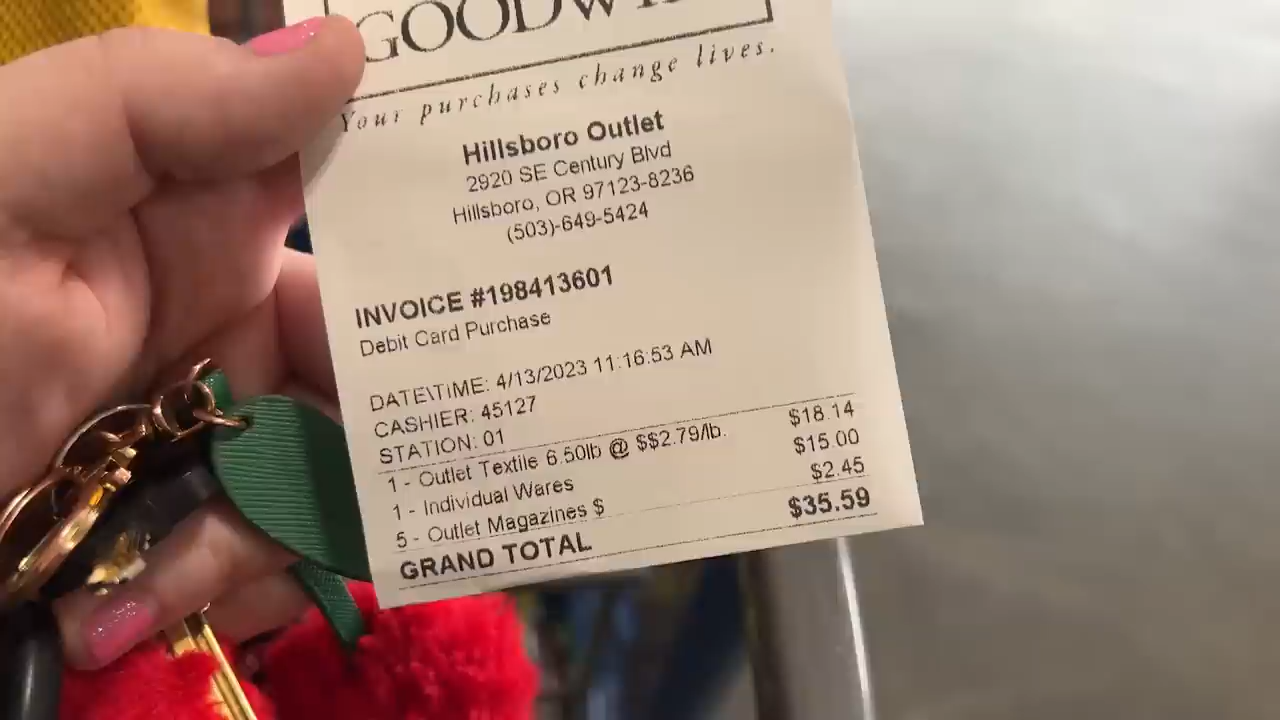 Your purchases change lives.
Hillsboro Outlet
2920 SE Century Blvd
Hillsboro, OR 97123-8236
(503)-649-5424
INVOICE #198413601
Debit Card Purchase
DATE\TIME: 4/13/2023 11:16:53 AM
CASHIER: 45127
STATION: 01
1 - Outlet Textile 6.50lb @ $$2.79/lb. $18.14
1 - Individual Wares $15.00
5 - Outlet Magazines $ $2.45
GRAND TOTAL $35.59